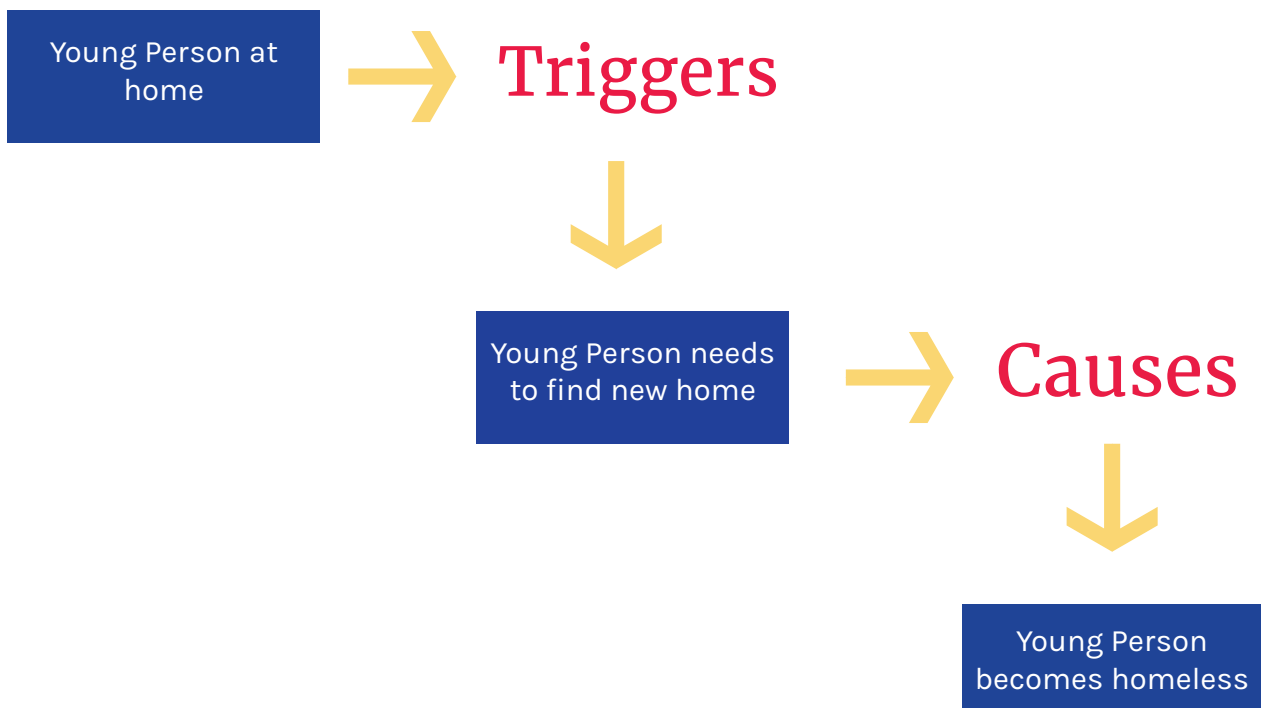 Young Person at
home
Triggers
Young Person needs
to find new home
Causes
Young Person
becomes homeless